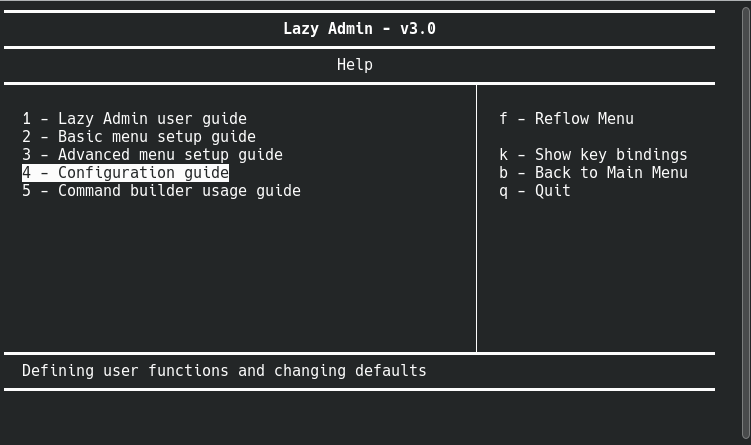 Lazy Admin - v3.0
Help
1 - Lazy Admin user guide
2 - Basic menu setup guide
3 - Advanced menu setup guide
4 - Configuration guide
5 - Command builder usage guide
f - Reflow Menu
k - Show key bindings
b - Back to Main Menu
q - Quit
Defining user functions and changing defaults